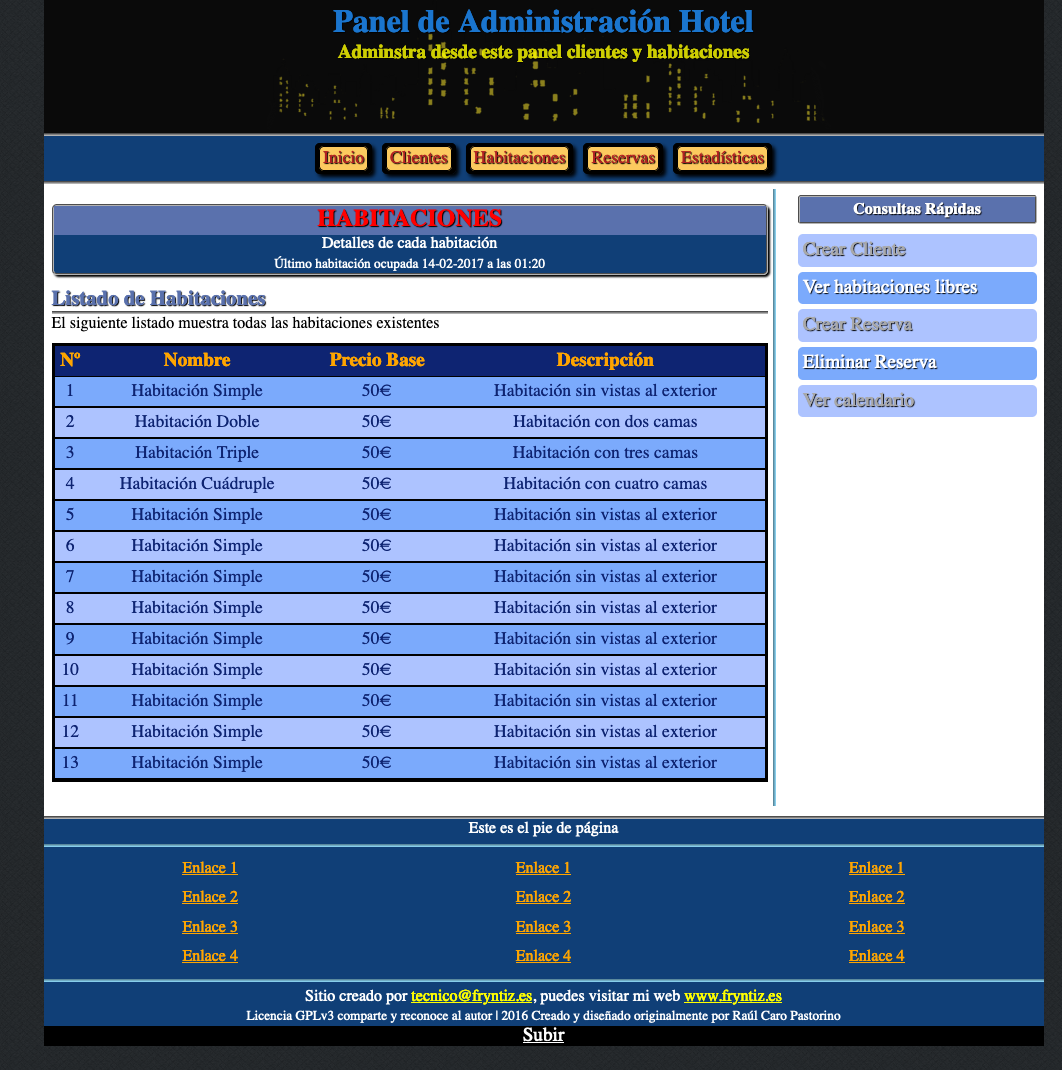 Panel de Administración Hotel
Adminstra desde este panel clientes y habitaciones
Inicio Clientes Habitaciones Reservas Estadísticas
HABITACIONES
Detalles de cada habitación
Último habitación ocupada 14-02-2017 a las 01:20
Listado de Habitaciones
El siguiente listado muestra todas las habitaciones existentes
Nº Nombre Precio Base Descripción
1 Habitación Simple 50€ Habitación sin vistas al exterior
2 Habitación Doble 50€ Habitación con dos camas
3 Habitación Triple 50€ Habitación con tres camas
4 Habitación Cuádruple 50€ Habitación con cuatro camas
5 Habitación Simple 50€ Habitación sin vistas al exterior
6 Habitación Simple 50€ Habitación sin vistas al exterior
7 Habitación Simple 50€ Habitación sin vistas al exterior
8 Habitación Simple 50€ Habitación sin vistas al exterior
9 Habitación Simple 50€ Habitación sin vistas al exterior
10 Habitación Simple 50€ Habitación sin vistas al exterior
11 Habitación Simple 50€ Habitación sin vistas al exterior
12 Habitación Simple 50€ Habitación sin vistas al exterior
13 Habitación Simple 50€ Habitación sin vistas al exterior
Consultas Rápidas
Crear Cliente
Ver habitaciones libres
Crear Reserva
Eliminar Reserva
Ver calendario
Este es el pie de página
Enlace 1 Enlace 1 Enlace 1
Enlace 2 Enlace 2 Enlace 2
Enlace 3 Enlace 3 Enlace 3
Enlace 4 Enlace 4 Enlace 4
Sitio creado por tecnico@fryntiz.es, puedes visitar mi web www.fryntiz.es
Licencia GPLv3 comparte y reconoce al autor | 2016 Creado y diseñado originalmente por Raúl Caro Pastorino
Subir